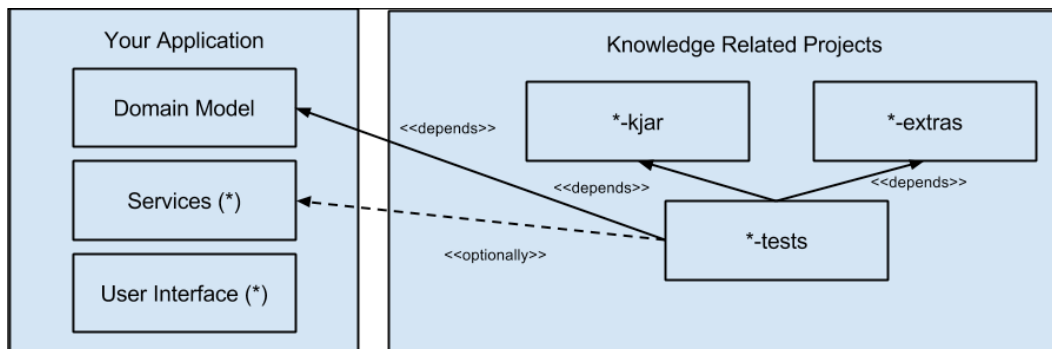 Your Application
Domain Model
Services (*)
User Interface (*)
<<depends>>
<<optionally>>
Knowledge Related Projects
*-kjar
*-extras
<<depends>>
<<depends>>
*-tests